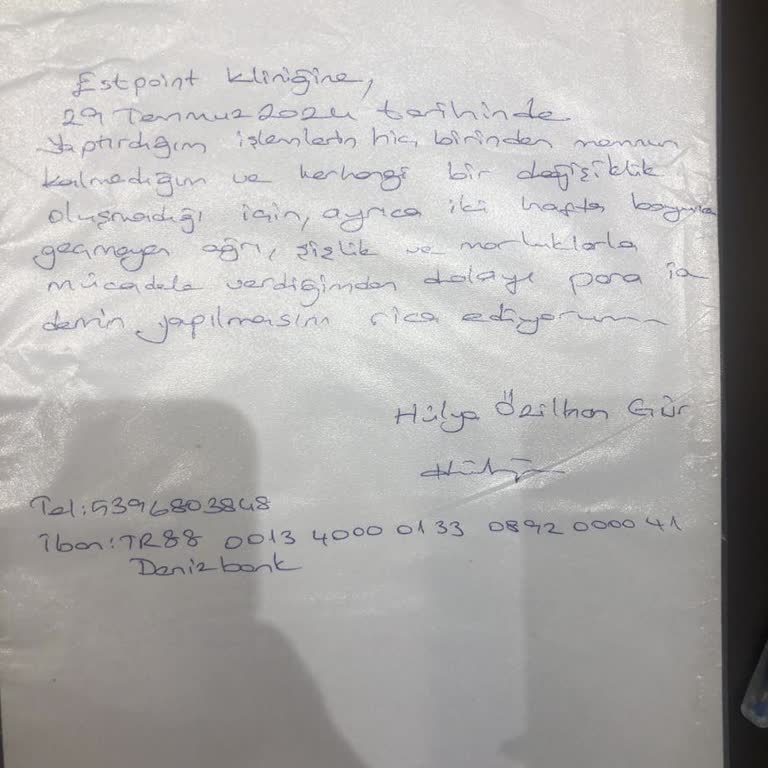 Estpoint kliniğine,
29 Temmuz 2024 tarihinde
yaptırdığım işlemlerin hiç birinden memnun
kalmadığım ve herhangi bir değişiklik
oluşmadığı için, ayrıca iki hafta boyunca
geçmeyen ağrı, şişlik ve morluklarla
mücadele verdiğimden dolayı para ia
demin yapılmasını rica ediyorum
Hülya Özilhan Gür
Tel: 5396803848
İban: TR88 0013 4000 0133 0892 0000 41
Denizbank